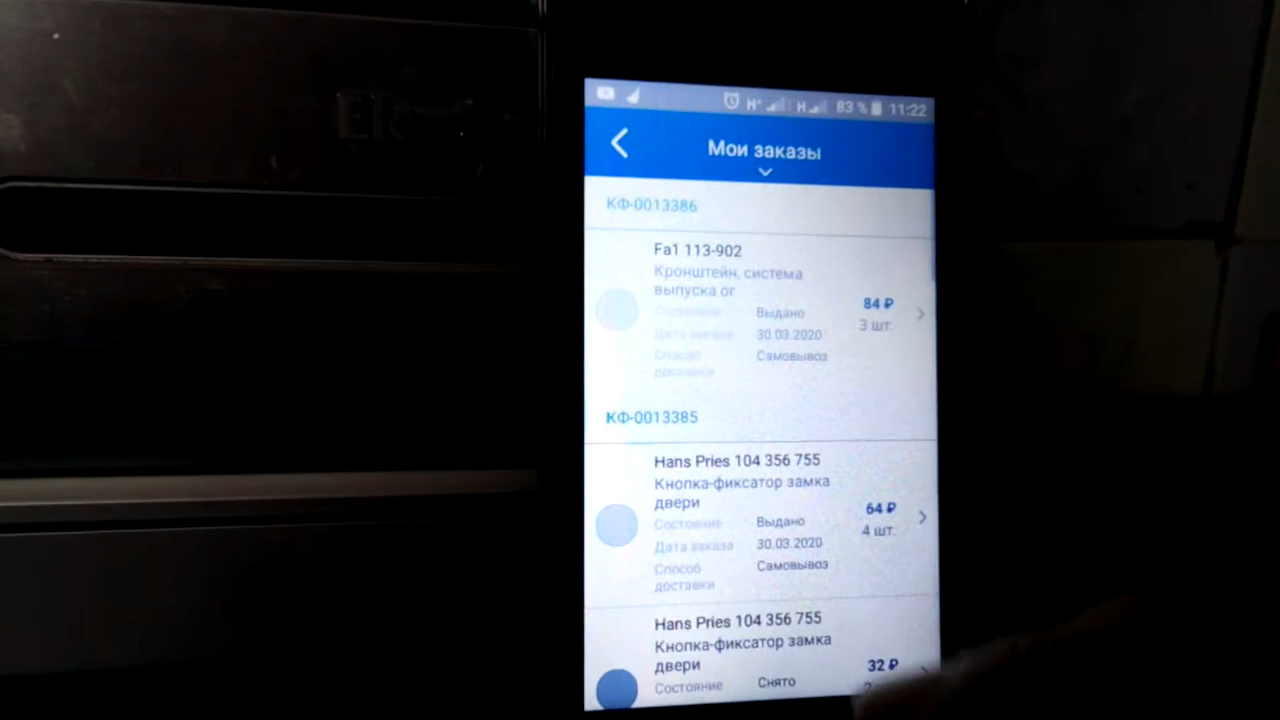 H+ H 83 % 11:22
Мои заказы
КФ-0013386
Fa1 113-902
Кронштейн, система
выпуска ог
84 ₽
3 шт.
Состояние Выдано
Дата заказа 30.03.2020
Способ Самовывоз
доставки
КФ-0013385
Hans Pries 104 356 755
Кнопка-фиксатор замка
двери
64 ₽
4 шт.
Состояние Выдано
Дата заказа 30.03.2020
Способ Самовывоз
доставки
Hans Pries 104 356 755
Кнопка-фиксатор замка
двери
32 ₽
Состояние Снято